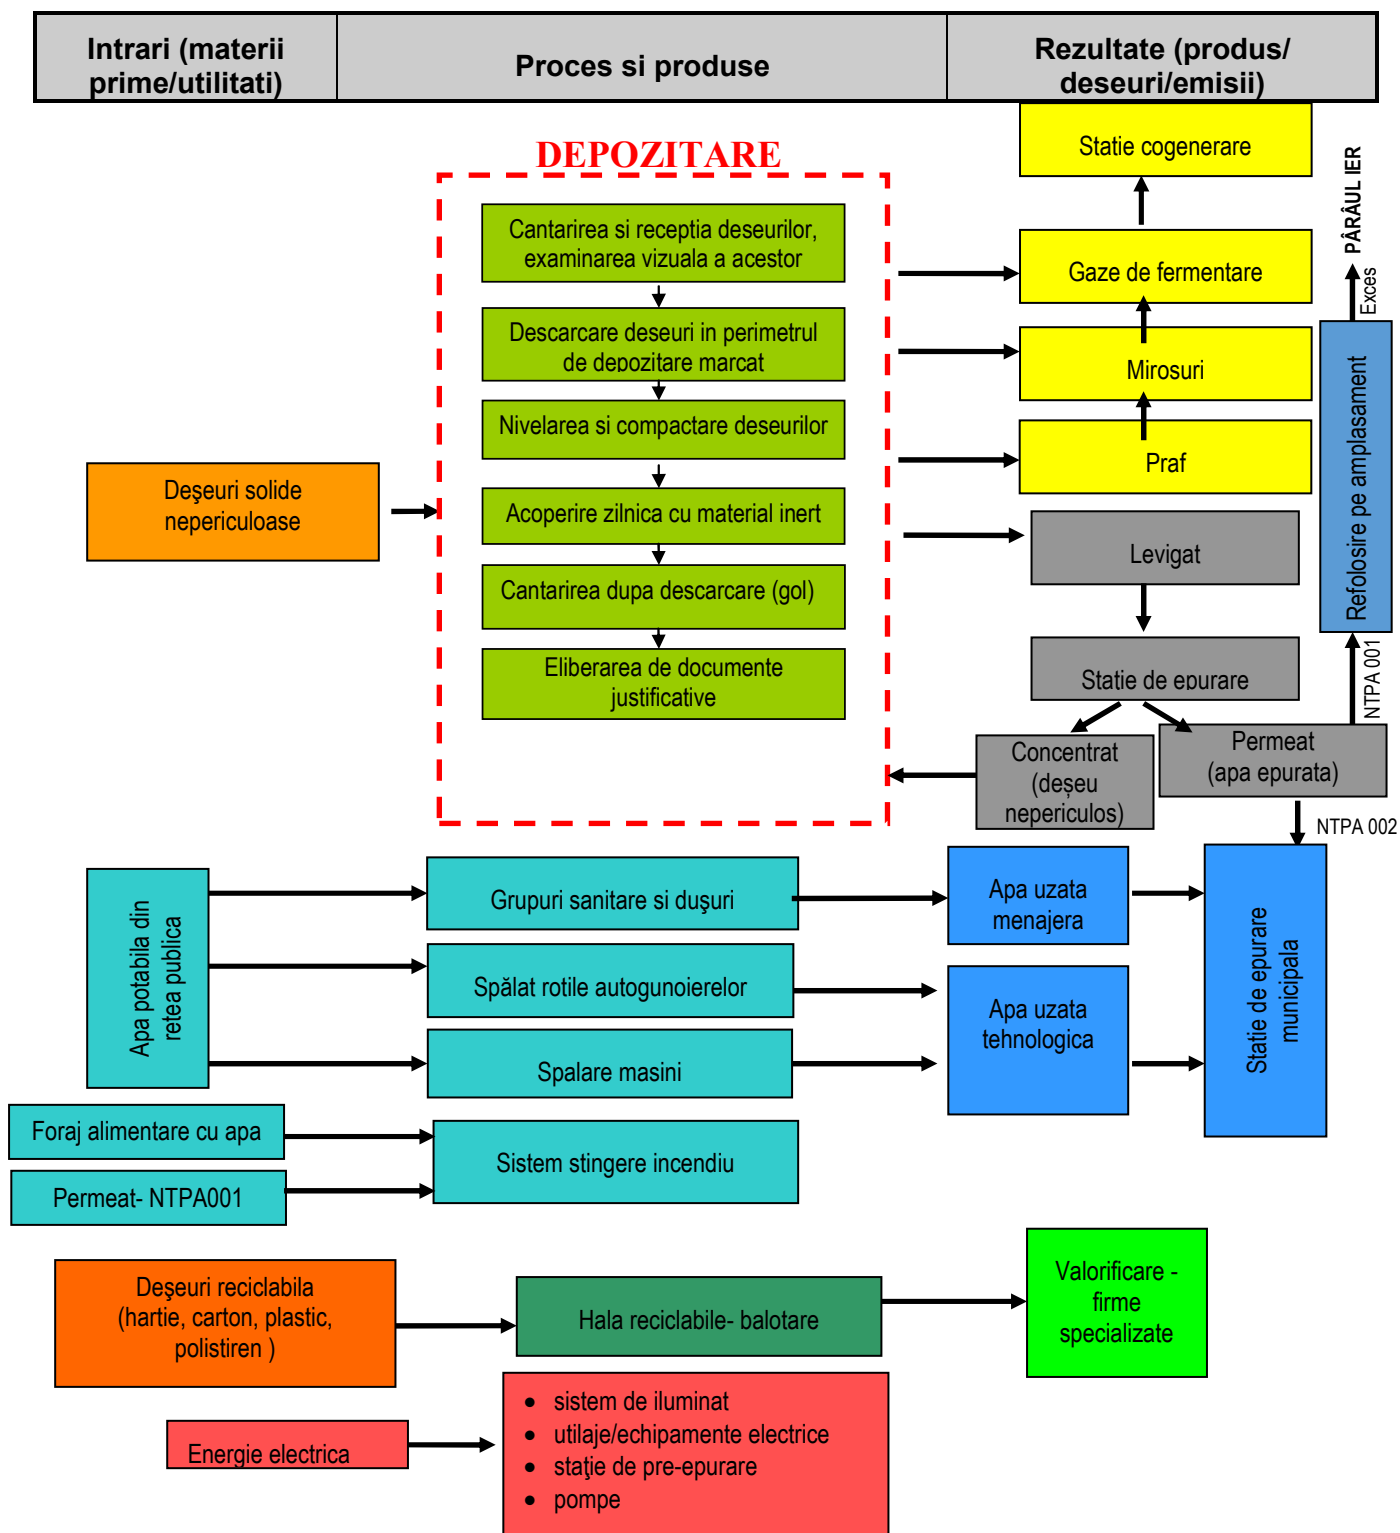 Intrari (materii
prime/utilitati)
Proces si produse
Rezultate (produs/
deseuri/emisii)
DEPOZITARE
Cantarirea si receptia deseurilor,
examinarea vizuala a acestor
Descarcare deseuri in perimetrul
de depozitare marcat
Nivelarea si compactare deseurilor
Acoperire zilnica cu material inert
Cantarirea dupa descarcare (gol)
Eliberarea de documente
justificative
Deşeuri solide
nepericuloase
Statie cogenerare
Gaze de fermentare
Mirosuri
Praf
Levigat
Statie de epurare
Concentrat
(deșeu
nepericulos)
Permeat
(apa epurata)
PÂRÂUL IER
Exces
Refolosire pe amplasament
NTPA 001
NTPA 002
Apa potabila din
retea publica
Grupuri sanitare si duşuri
Spălat rotile autogunoierelor
Spalare masini
Apa uzata
menajera
Apa uzata
tehnologica
Statie de epurare
municipala
Foraj alimentare cu apa
Permeat- NTPA001
Sistem stingere incendiu
Deşeuri reciclabila
(hartie, carton, plastic,
polistiren )
Hala reciclabile- balotare
Valorificare -
firme
specializate
Energie electrica
• sistem de iluminat
• utilaje/echipamente electrice
• staţie de pre-epurare
• pompe